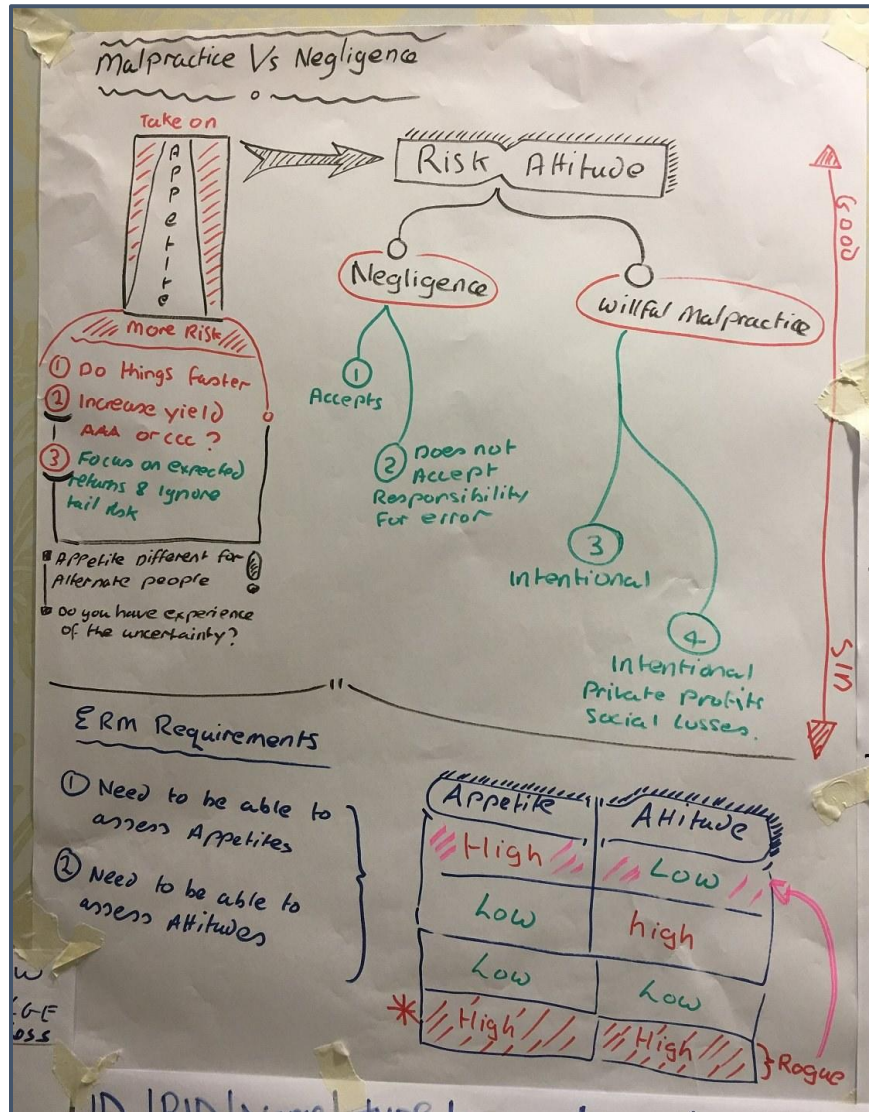 Malpractice Vs Negligence
Take on
Appetite
More Risk
① Do things faster
② Increase yield
AAA or CCC ?
③ Focus on expected
returns & Ignore
tail risk
Appetite Different for
Alternate people
Do you have experience
of the uncertainty?
Risk Attitude
Negligence
① Accepts
② Does not
Accept
Responsibility
For error
Willful Malpractice
③ Intentional
④ Intentional
Private Profits
Social Losses.
GOOD
SIN
ERM Requirements
① Need to be able to
assess Appetites
② Need to be able to
assess Attitudes
Appetite Attitude
High Low
Low high
Low Low
* High High } Rogue
W
EGE
oss